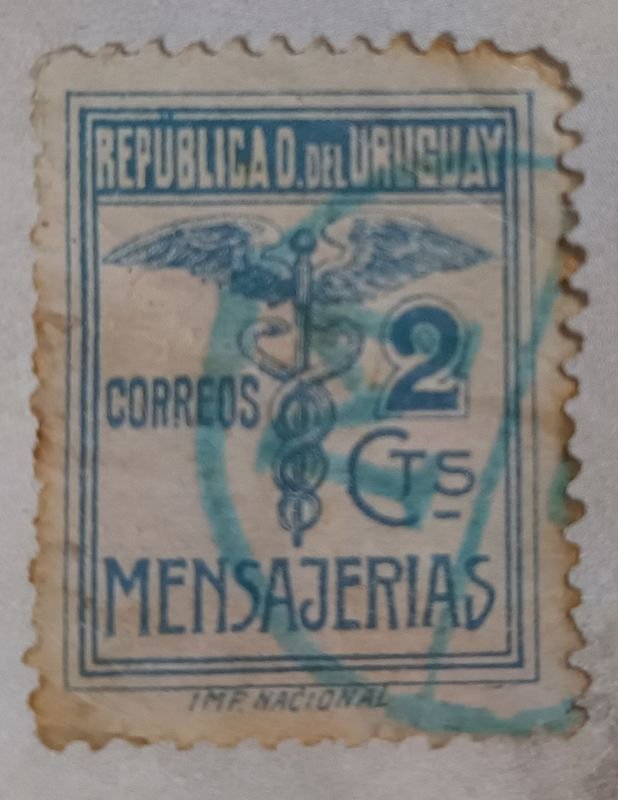 REPUBLICA O. DEL URUGUAY
2
CORREOS
CTS
MENSAJERIAS
IMP. NACIONAL